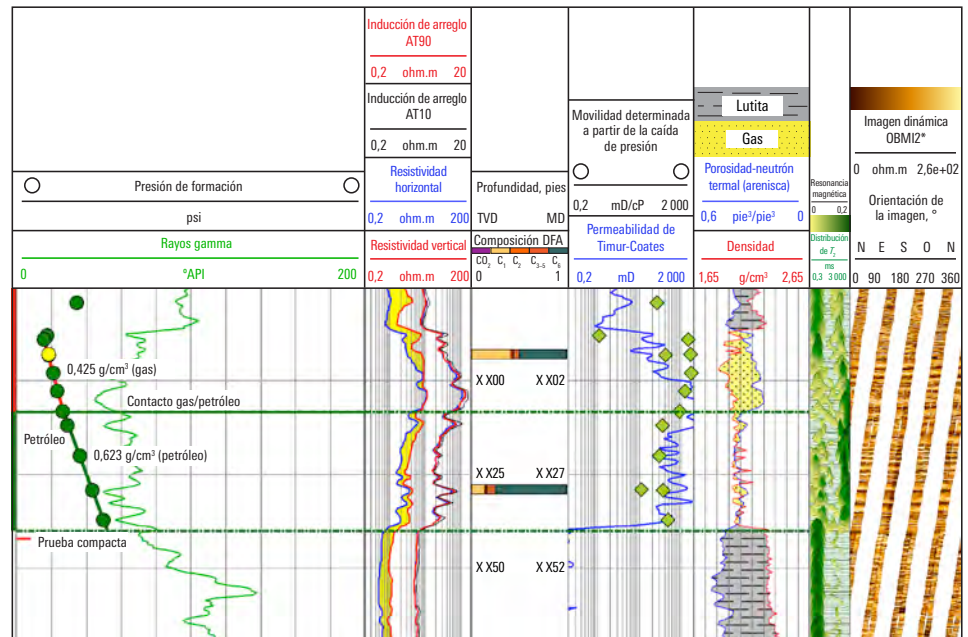 Inducción de arreglo
AT90
0,2 ohm.m 20
Inducción de arreglo
AT10
0,2 ohm.m 20
Presión de formación
psi
Rayos gamma
0 °API 200
Resistividad
horizontal
0,2 ohm.m 200
Resistividad vertical
0,2 ohm.m 200
Profundidad, pies
TVD MD
Composición DFA
CO2 C1 C2 C3–5 C6
0 1
Movilidad determinada
a partir de la caída
de presión
0,2 mD/cP 2 000
Permeabilidad de
Timur-Coates
0,2 mD 2 000
Lutita
Gas
Porosidad-neutrón
termal (arenisca)
0,6 pie³/pie³ 0
Densidad
1,65 g/cm³ 2,65
Resonancia
magnética
0 0,2
Distribución
de T2
ms
0,3 3 000
Imagen dinámica
OBMI2*
0 ohm.m 2,6e+02
Orientación de
la imagen, °
N E S O N
0 90 180 270 360
0,425 g/cm³ (gas)
X X00 X X02
Contacto gas/petróleo
Petróleo
0,623 g/cm³ (petróleo)
X X25 X X27
Prueba compacta
X X50 X X52